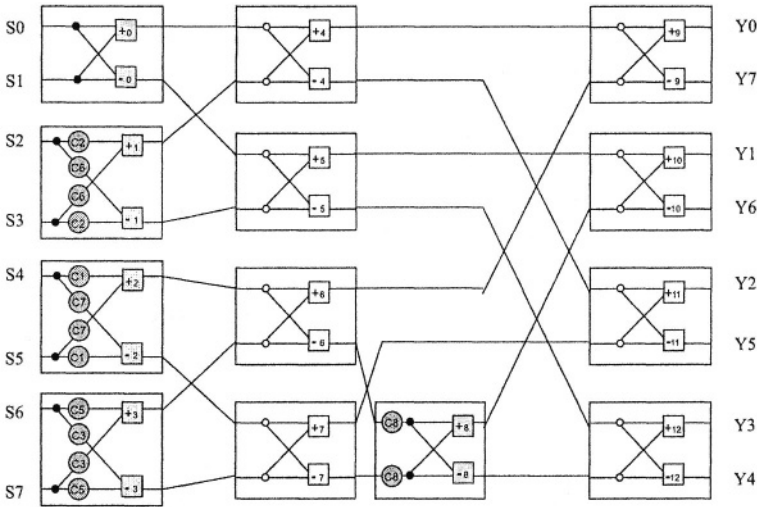 S0 +0 +4 +9 Y0
S1 -0 -4 -9 Y7
S2 C2 +1 +5 +10 Y1
C6
C6
S3 C2 -1 -5 -10 Y6
S4 C1 +2 +6 +11 Y2
C7
C7
S5 C1 -2 -6 -11 Y5
S6 C5 +3 +7 C8 +8 +12 Y3
C3
C3
S7 C5 -3 -7 C8 -8 -12 Y4